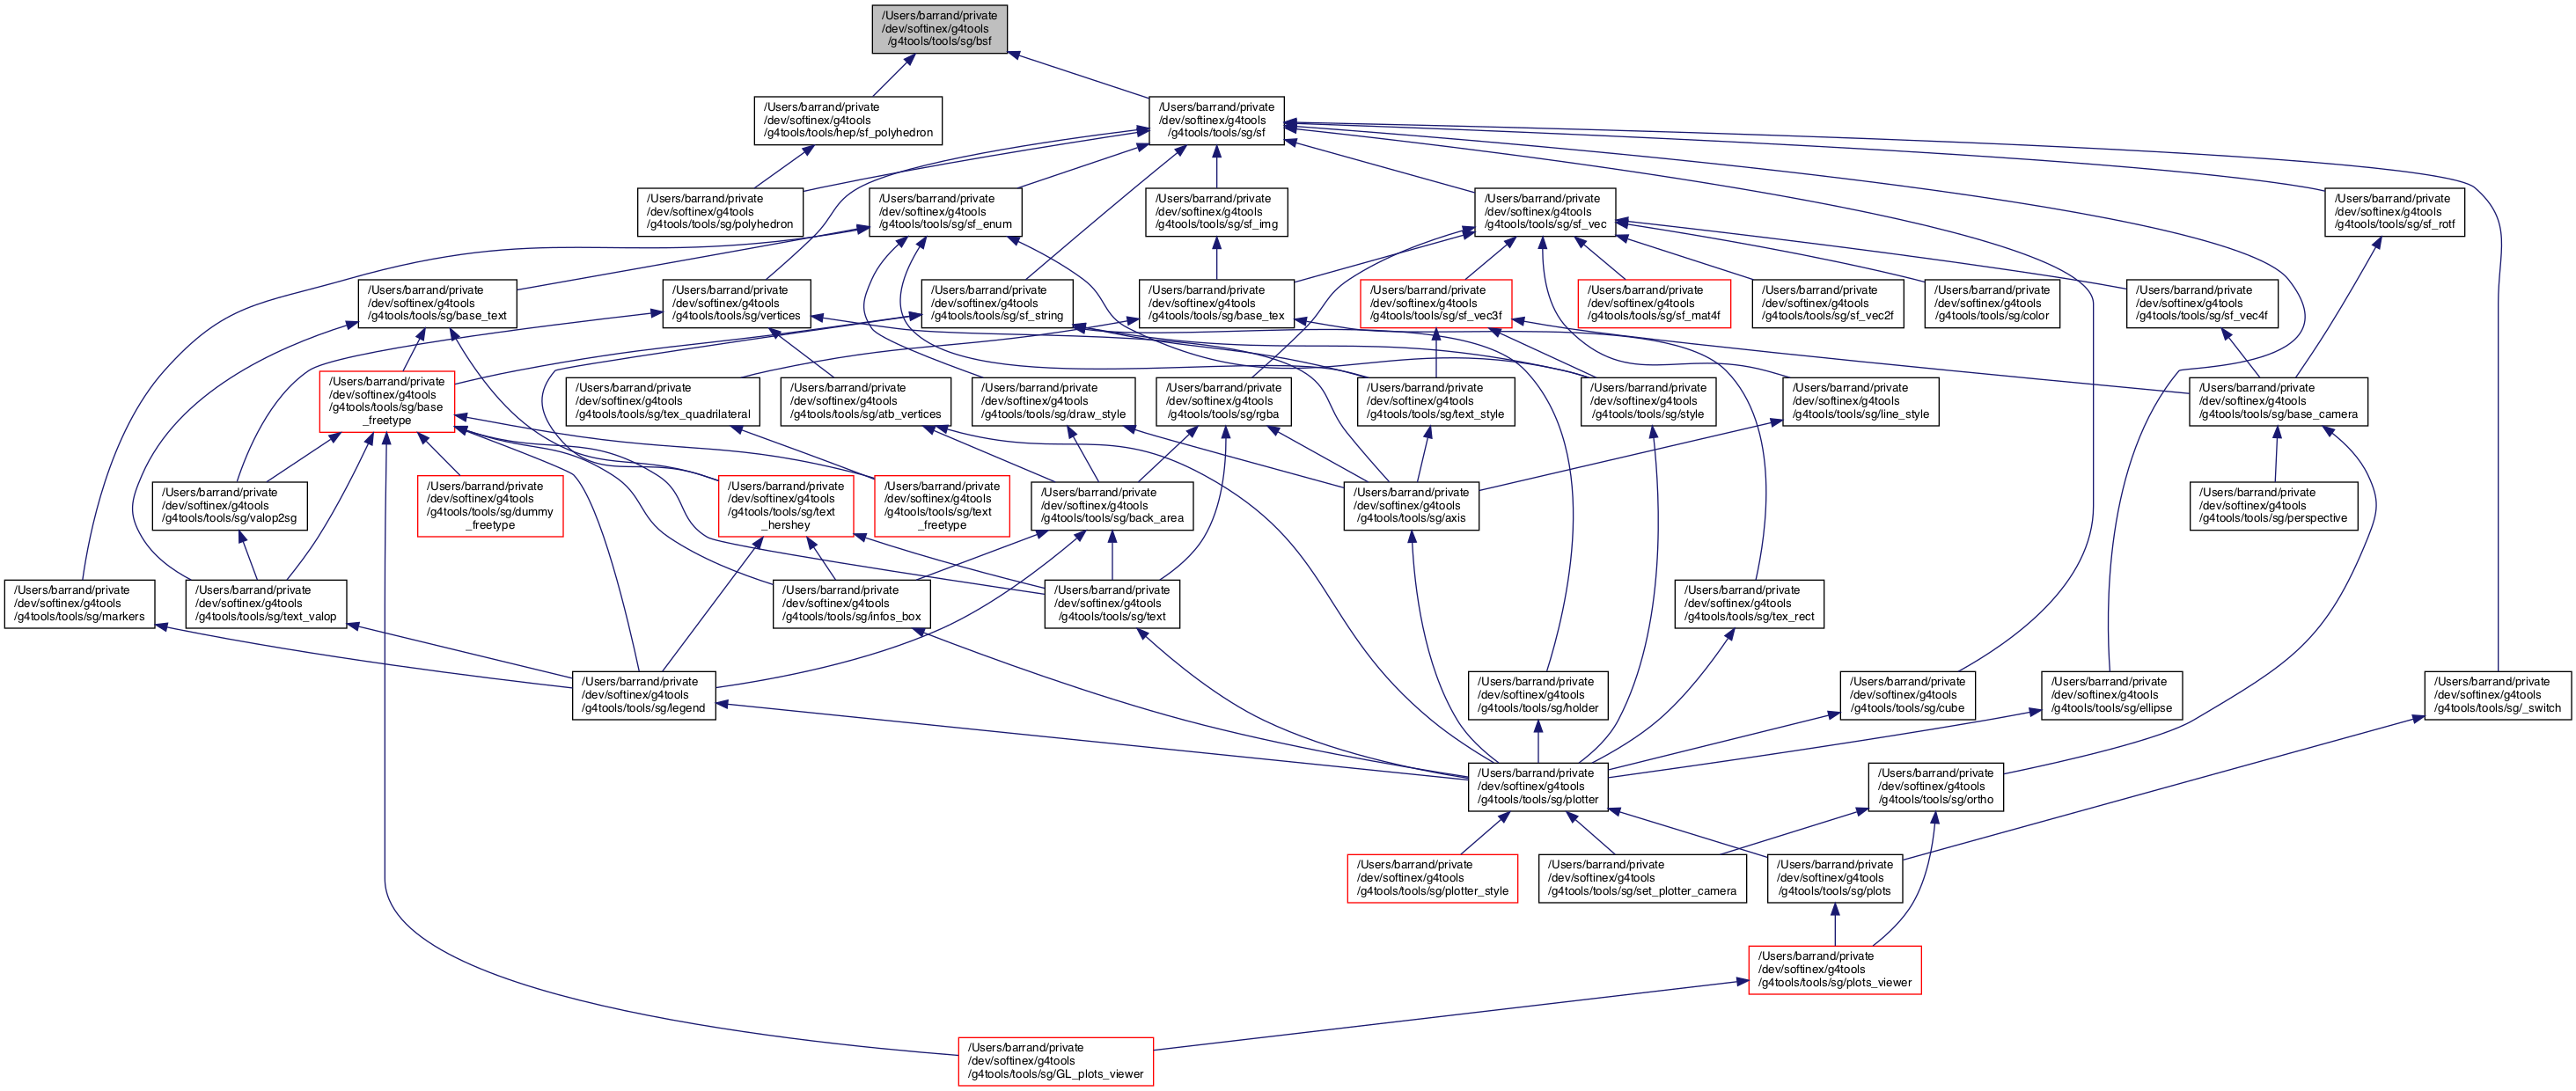 /Users/barrand/private
/dev/softinex/g4tools
/g4tools/tools/sg/bsf
/Users/barrand/private
/dev/softinex/g4tools
/g4tools/tools/hep/sf_polyhedron
/Users/barrand/private
/dev/softinex/g4tools
/g4tools/tools/sg/sf
/Users/barrand/private
/dev/softinex/g4tools
/g4tools/tools/sg/polyhedron
/Users/barrand/private
/dev/softinex/g4tools
/g4tools/tools/sg/sf_enum
/Users/barrand/private
/dev/softinex/g4tools
/g4tools/tools/sg/sf_img
/Users/barrand/private
/dev/softinex/g4tools
/g4tools/tools/sg/sf_vec
/Users/barrand/private
/dev/softinex/g4tools
/g4tools/tools/sg/sf_rotf
/Users/barrand/private
/dev/softinex/g4tools
/g4tools/tools/sg/base_text
/Users/barrand/private
/dev/softinex/g4tools
/g4tools/tools/sg/vertices
/Users/barrand/private
/dev/softinex/g4tools
/g4tools/tools/sg/sf_string
/Users/barrand/private
/dev/softinex/g4tools
/g4tools/tools/sg/base_tex
/Users/barrand/private
/dev/softinex/g4tools
/g4tools/tools/sg/sf_vec3f
/Users/barrand/private
/dev/softinex/g4tools
/g4tools/tools/sg/sf_mat4f
/Users/barrand/private
/dev/softinex/g4tools
/g4tools/tools/sg/sf_vec2f
/Users/barrand/private
/dev/softinex/g4tools
/g4tools/tools/sg/color
/Users/barrand/private
/dev/softinex/g4tools
/g4tools/tools/sg/sf_vec4f
/Users/barrand/private
/dev/softinex/g4tools
/g4tools/tools/sg/base
_freetype
/Users/barrand/private
/dev/softinex/g4tools
/g4tools/tools/sg/tex_quadrilateral
/Users/barrand/private
/dev/softinex/g4tools
/g4tools/tools/sg/atb_vertices
/Users/barrand/private
/dev/softinex/g4tools
/g4tools/tools/sg/draw_style
/Users/barrand/private
/dev/softinex/g4tools
/g4tools/tools/sg/rgba
/Users/barrand/private
/dev/softinex/g4tools
/g4tools/tools/sg/text_style
/Users/barrand/private
/dev/softinex/g4tools
/g4tools/tools/sg/style
/Users/barrand/private
/dev/softinex/g4tools
/g4tools/tools/sg/line_style
/Users/barrand/private
/dev/softinex/g4tools
/g4tools/tools/sg/base_camera
/Users/barrand/private
/dev/softinex/g4tools
/g4tools/tools/sg/valop2sg
/Users/barrand/private
/dev/softinex/g4tools
/g4tools/tools/sg/dummy
_freetype
/Users/barrand/private
/dev/softinex/g4tools
/g4tools/tools/sg/text
_hershey
/Users/barrand/private
/dev/softinex/g4tools
/g4tools/tools/sg/text
_freetype
/Users/barrand/private
/dev/softinex/g4tools
/g4tools/tools/sg/back_area
/Users/barrand/private
/dev/softinex/g4tools
/g4tools/tools/sg/axis
/Users/barrand/private
/dev/softinex/g4tools
/g4tools/tools/sg/perspective
/Users/barrand/private
/dev/softinex/g4tools
/g4tools/tools/sg/markers
/Users/barrand/private
/dev/softinex/g4tools
/g4tools/tools/sg/text_valop
/Users/barrand/private
/dev/softinex/g4tools
/g4tools/tools/sg/infos_box
/Users/barrand/private
/dev/softinex/g4tools
/g4tools/tools/sg/text
/Users/barrand/private
/dev/softinex/g4tools
/g4tools/tools/sg/tex_rect
/Users/barrand/private
/dev/softinex/g4tools
/g4tools/tools/sg/legend
/Users/barrand/private
/dev/softinex/g4tools
/g4tools/tools/sg/holder
/Users/barrand/private
/dev/softinex/g4tools
/g4tools/tools/sg/cube
/Users/barrand/private
/dev/softinex/g4tools
/g4tools/tools/sg/ellipse
/Users/barrand/private
/dev/softinex/g4tools
/g4tools/tools/sg/_switch
/Users/barrand/private
/dev/softinex/g4tools
/g4tools/tools/sg/plotter
/Users/barrand/private
/dev/softinex/g4tools
/g4tools/tools/sg/ortho
/Users/barrand/private
/dev/softinex/g4tools
/g4tools/tools/sg/plotter_style
/Users/barrand/private
/dev/softinex/g4tools
/g4tools/tools/sg/set_plotter_camera
/Users/barrand/private
/dev/softinex/g4tools
/g4tools/tools/sg/plots
/Users/barrand/private
/dev/softinex/g4tools
/g4tools/tools/sg/plots_viewer
/Users/barrand/private
/dev/softinex/g4tools
/g4tools/tools/sg/GL_plots_viewer